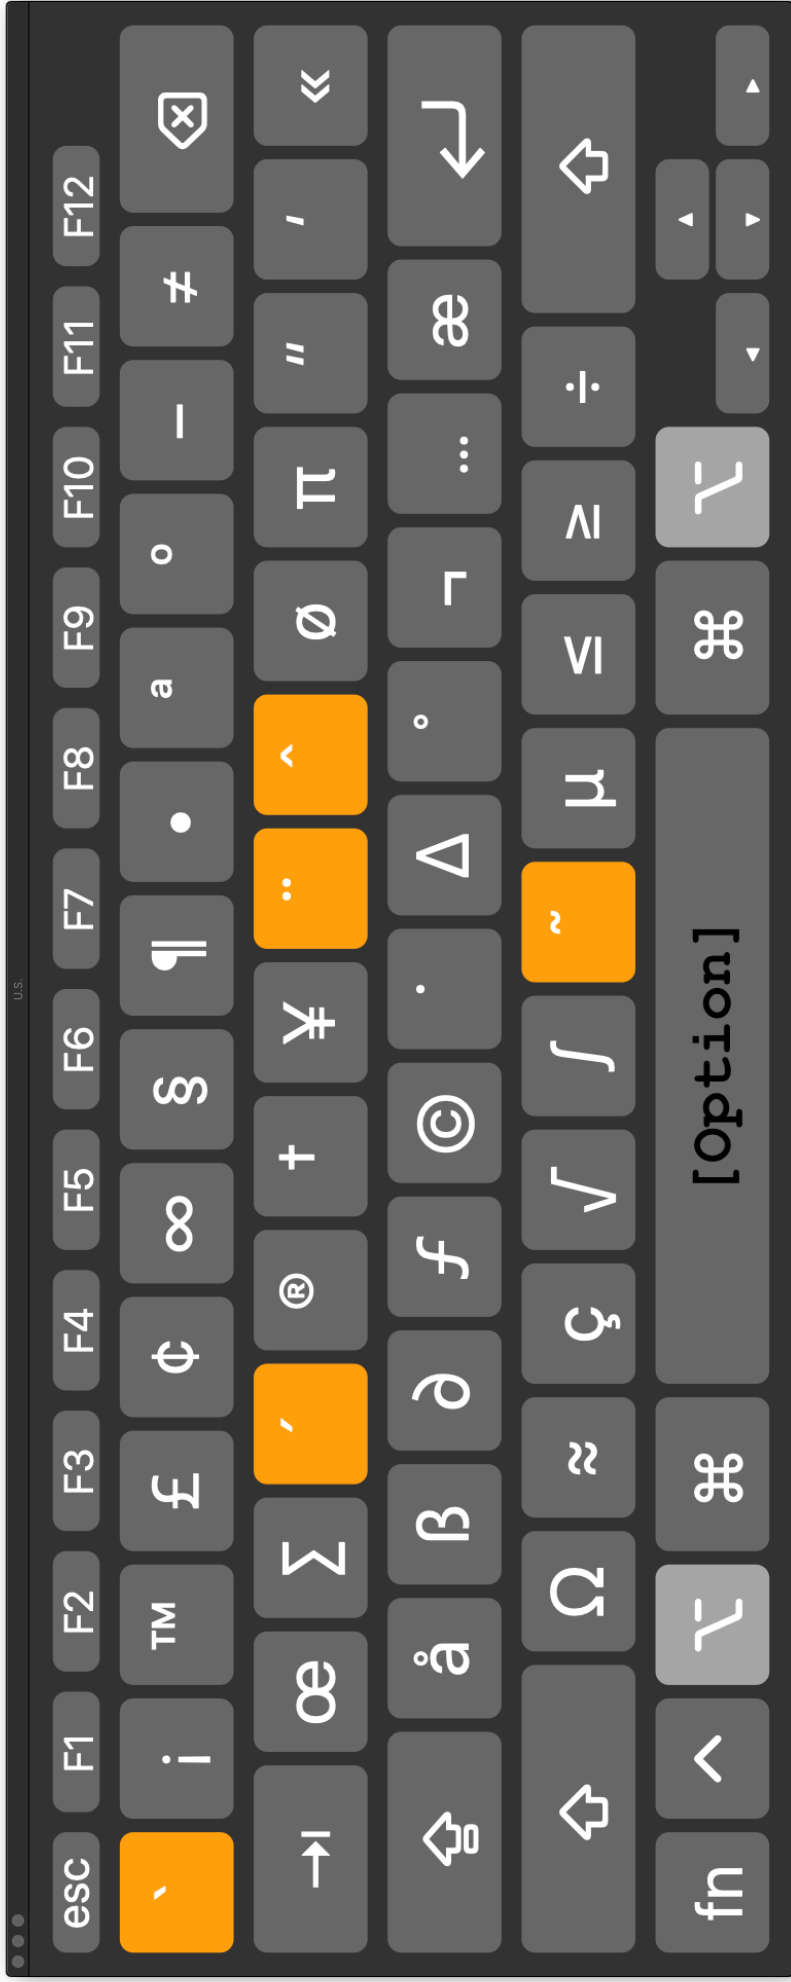 U.S.
esc F1 F2 F3 F4 F5 F6 F7 F8 F9 F10 F11 F12
` ¡ ™ £ ¢ ∞ § ¶ • ª º – ≠ ⌫
⇥ œ ∑ ´ ® † ¥ ¨ ˆ ø π “ ‘ «
⇪ å ß ∂ ƒ © ˙ ∆ ˚ ¬ … æ ↩
⇧ Ω ≈ ç √ ∫ ˜ µ ≤ ≥ ÷ ⇧
fn ⌃ ⌥ ⌘ [Option] ⌘ ⌥ ◂ ▴ ▾ ▸